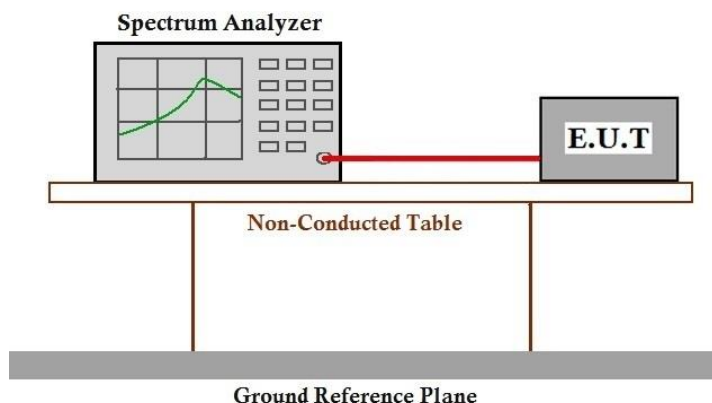 Spectrum Analyzer
E.U.T
Non-Conducted Table
Ground Reference Plane